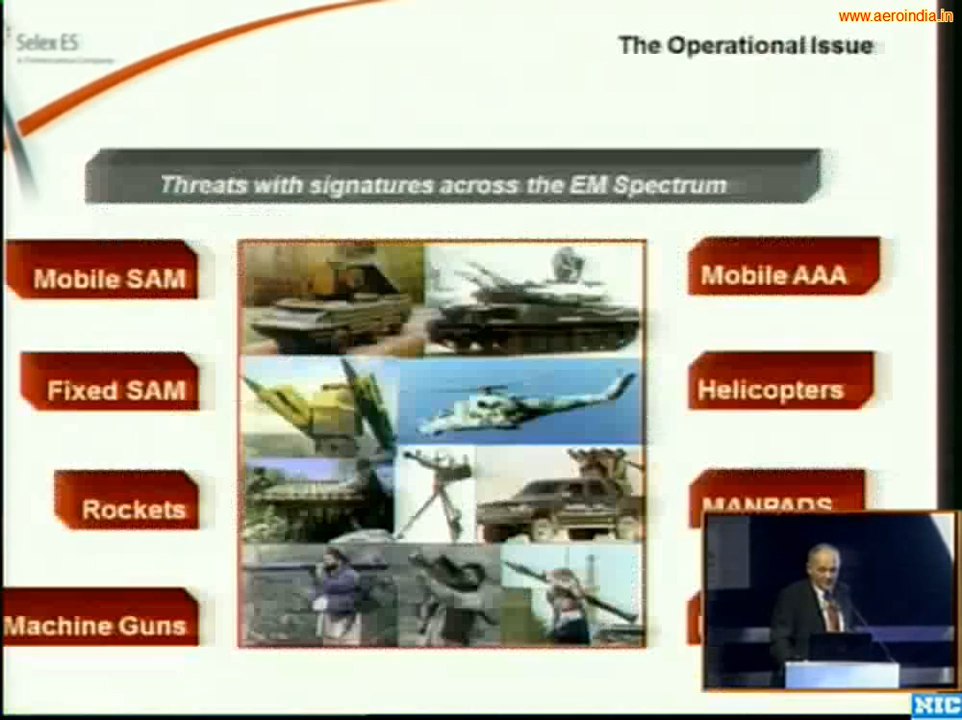 www.aeroindia.in
Selex ES
The Operational Issue
Threats with signatures across the EM Spectrum
Mobile SAM
Mobile AAA
Fixed SAM
Helicopters
Rockets
MANPADS
Machine Guns
NIC